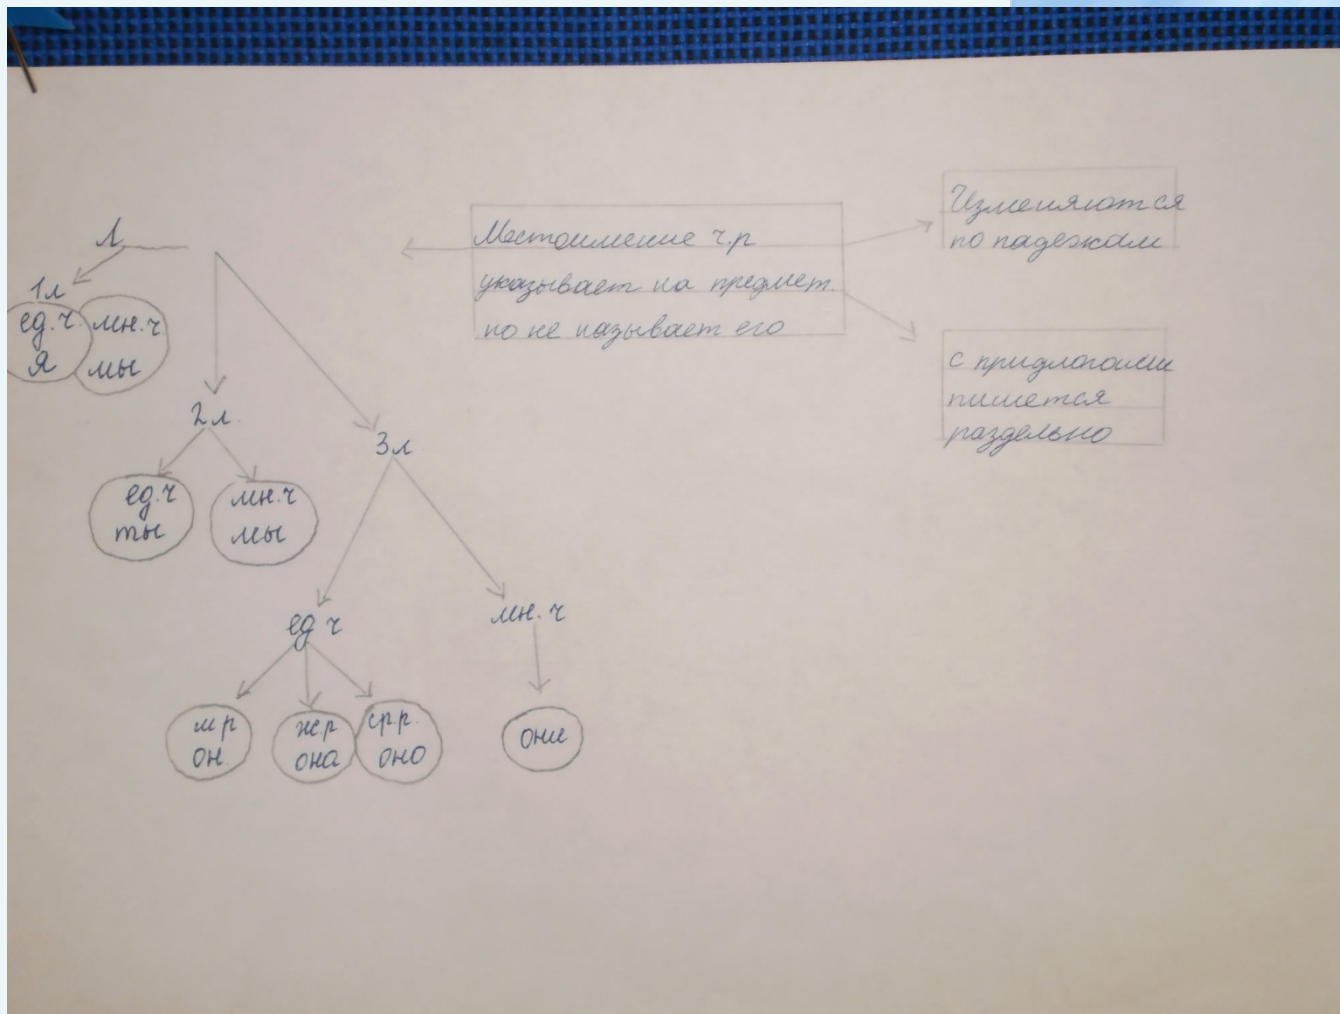 Л
1л
ед.ч.
я
мн.ч
мы
2л.
ед.ч
ты
мн.ч
мы
3л
ед ч
м р
он.
ж.р
она
ср.р.
оно
мн. ч
они
Местоимение ч.р
указывает на предмет.
но не называет его
Изменяются
по падежам
с придлогами
пишется
раздельно